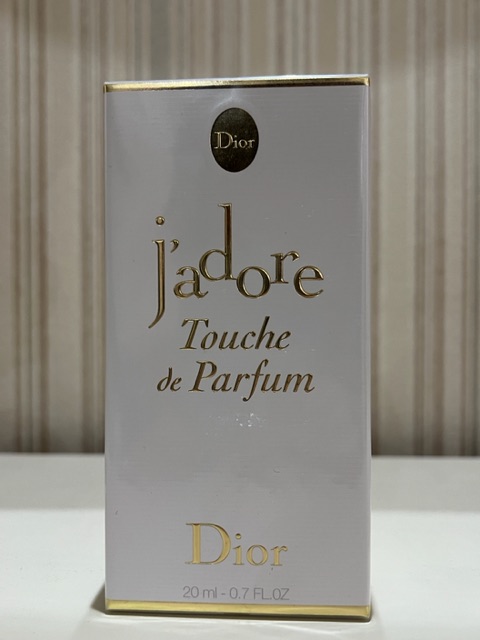 Dior
j'adore
Touche
de Parfum
Dior
20 ml - 0.7 FL.OZ